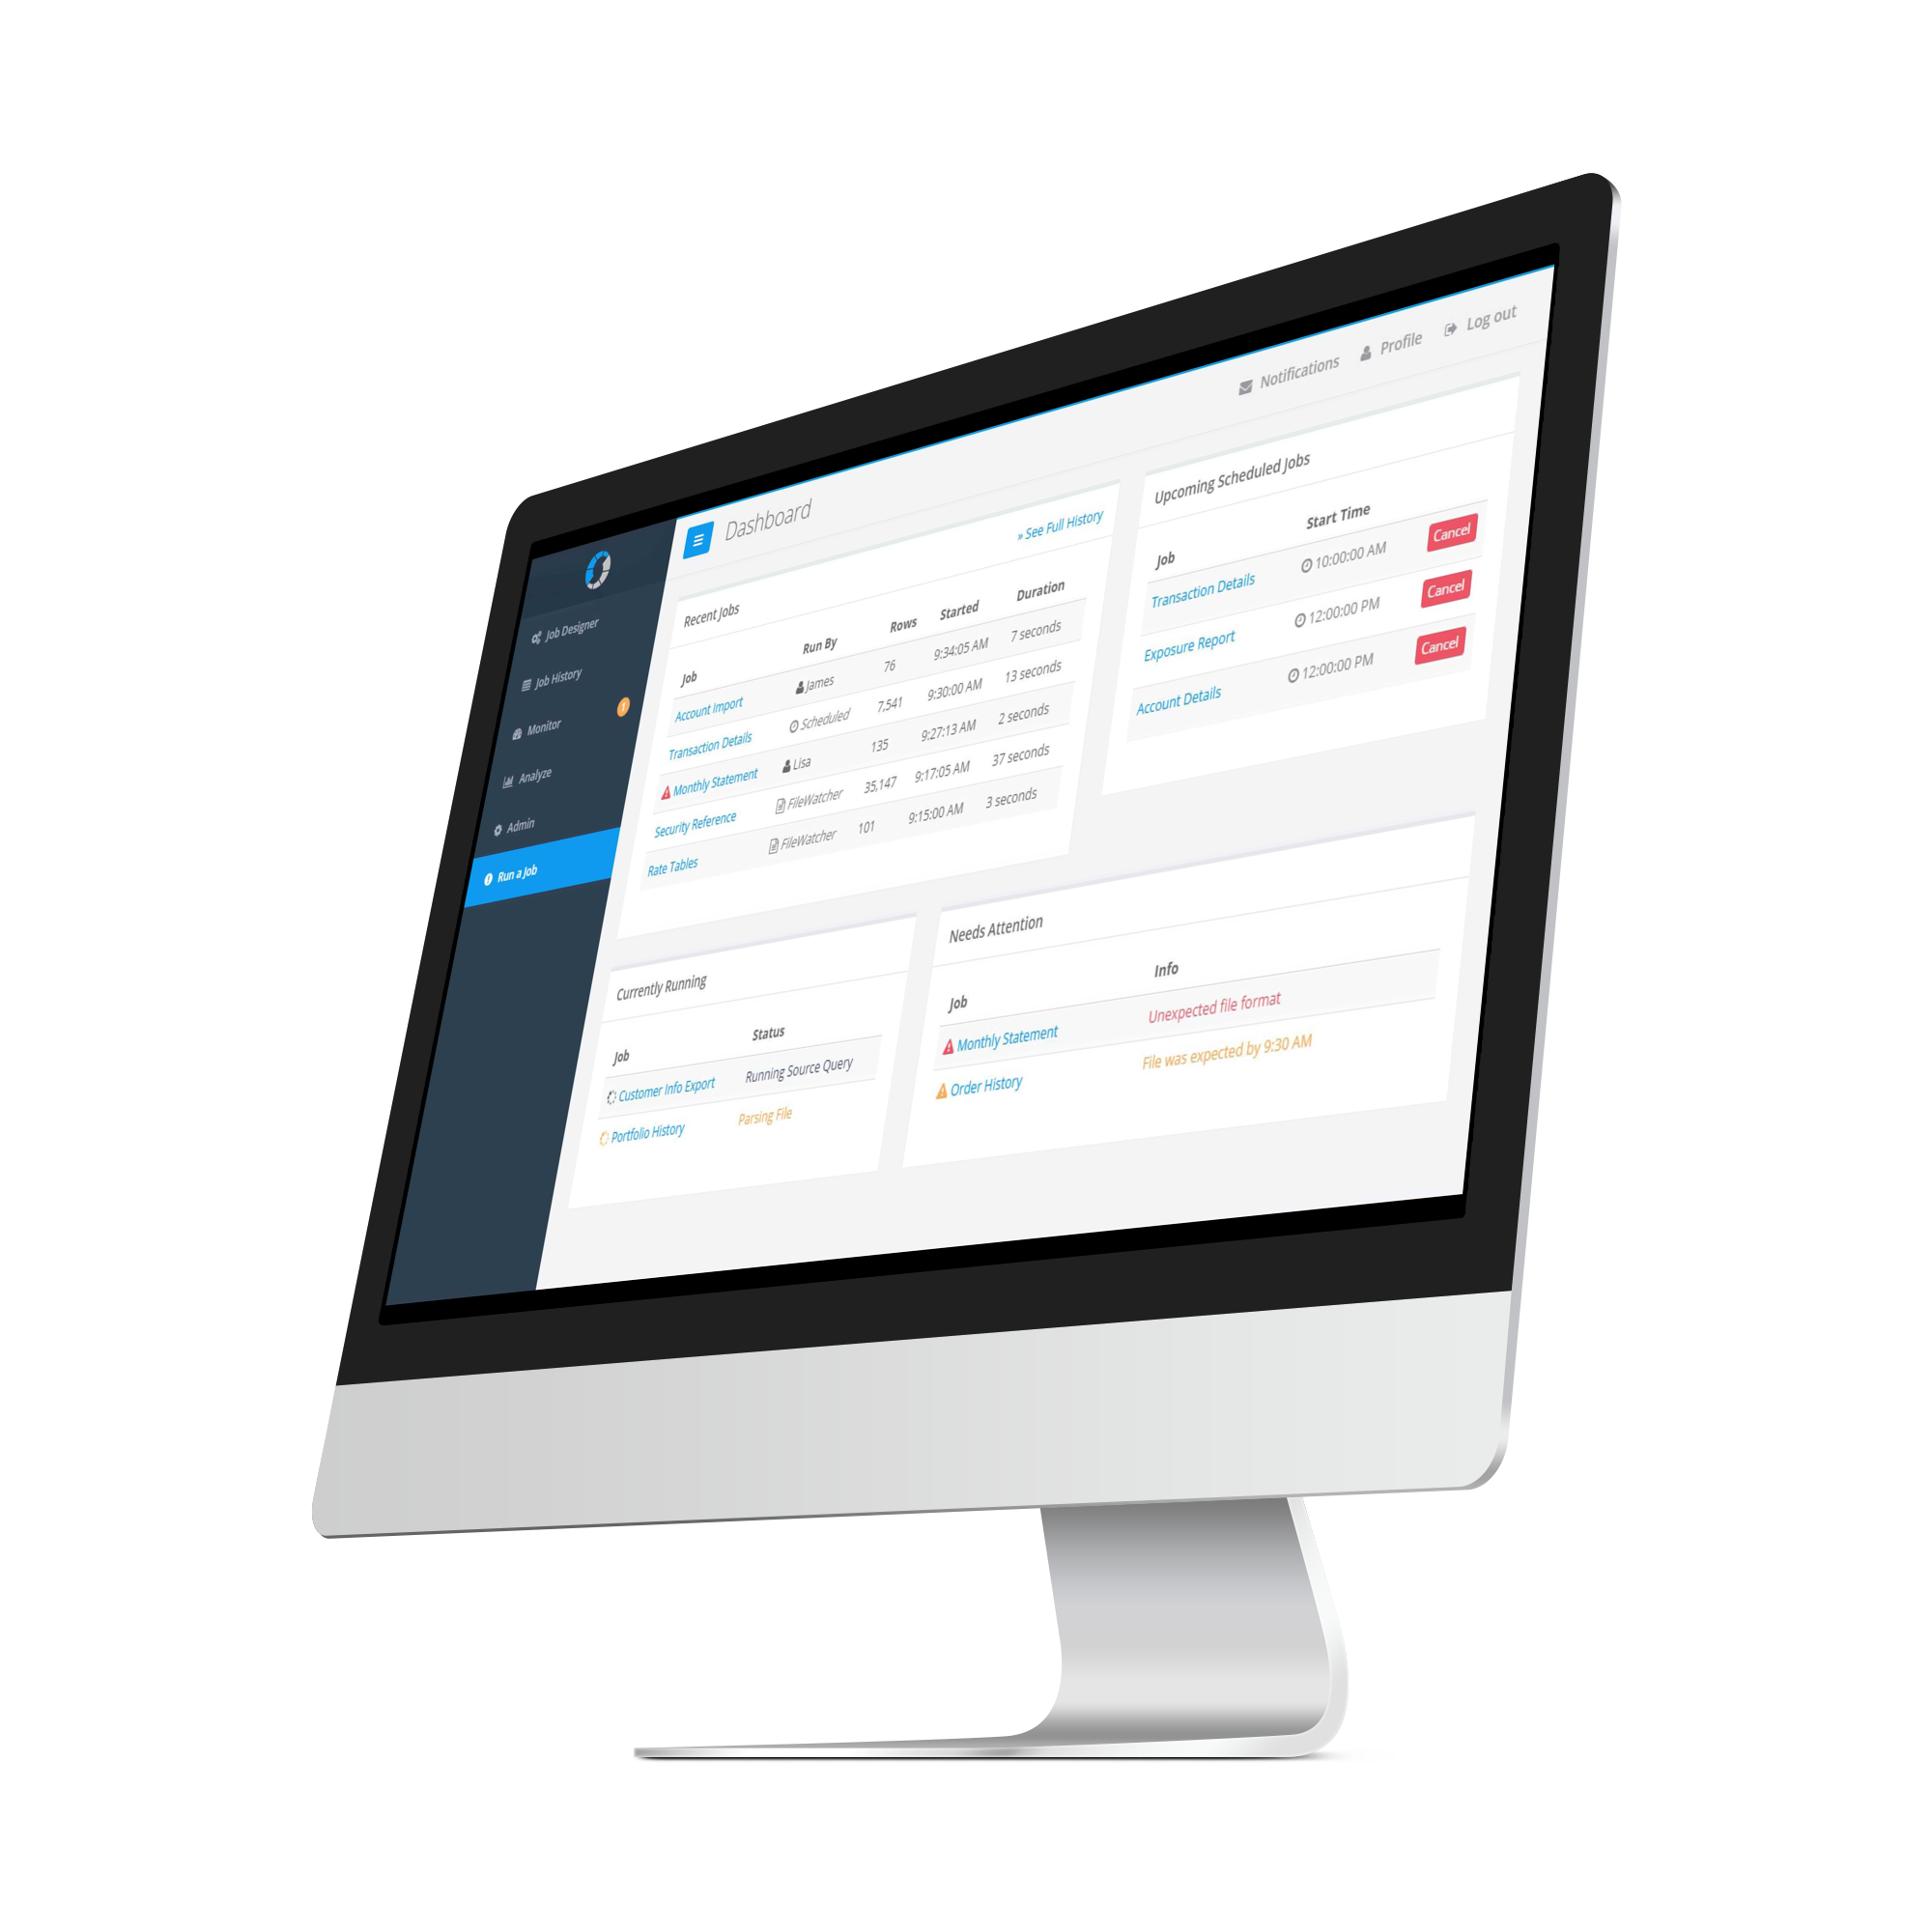 Notifications Profile Log out
Dashboard
Job Designer
Job History
Monitor !
Analyze
Admin
Run a Job
Recent Jobs » See Full History
Job Run By Rows Started Duration
Account Import James 76 9:34:05 AM 7 seconds
Transaction Details Scheduled 7,541 9:30:00 AM 13 seconds
Monthly Statement Lisa 135 9:27:13 AM 2 seconds
Security Reference FileWatcher 35,147 9:17:05 AM 37 seconds
Rate Tables FileWatcher 101 9:15:00 AM 3 seconds
Upcoming Scheduled Jobs
Job Start Time
Transaction Details 10:00:00 AM Cancel
Exposure Report 12:00:00 PM Cancel
Account Details 12:00:00 PM Cancel
Currently Running
Job Status
Customer Info Export Running Source Query
Portfolio History Parsing File
Needs Attention
Job Info
Monthly Statement Unexpected file format
Order History File was expected by 9:30 AM